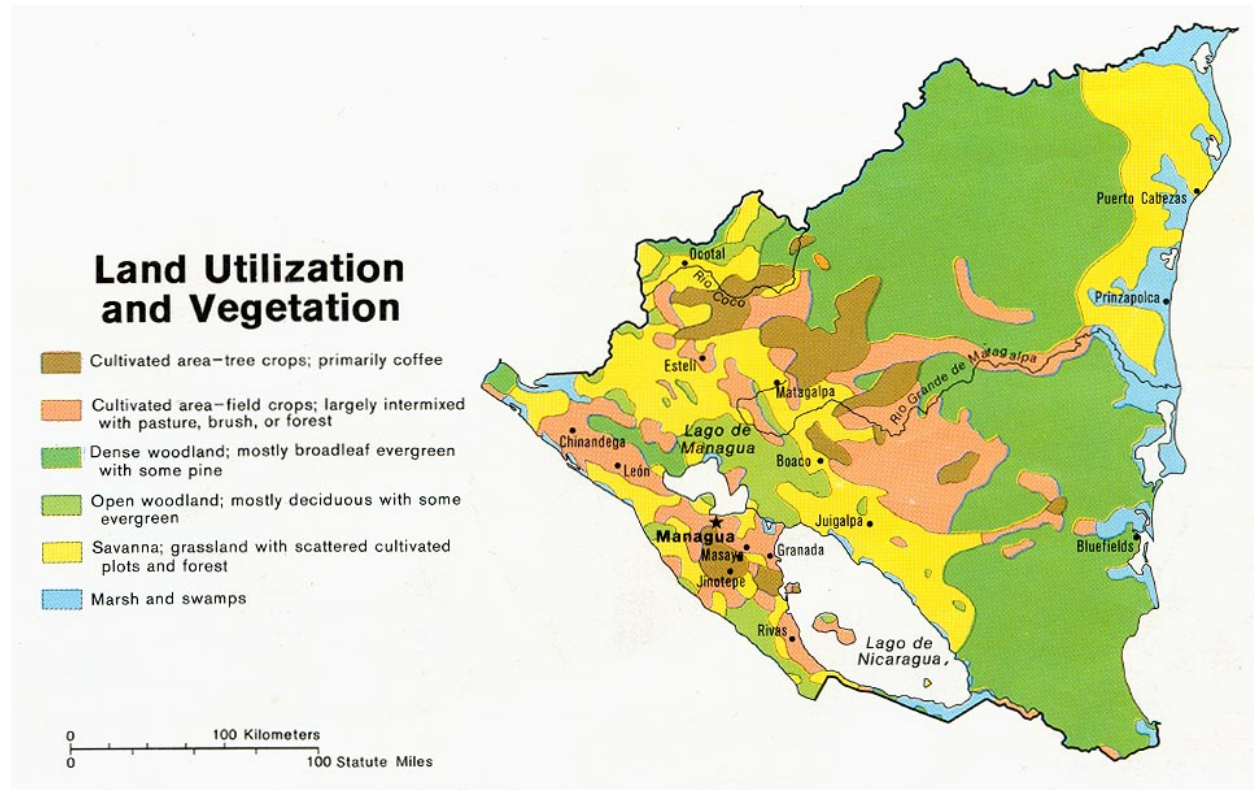 Land Utilization
and Vegetation
Cultivated area-tree crops; primarily coffee
Cultivated area-field crops; largely intermixed
with pasture, brush, or forest
Dense woodland; mostly broadleaf evergreen
with some pine
Open woodland; mostly deciduous with some
evergreen
Savanna; grassland with scattered cultivated
plots and forest
Marsh and swamps
0 100 Kilometers
0 100 Statute Miles
Puerto Cabezas
Ocotal
Río Coco
Prinzapolca
Estelí
Río Grande de Matagalpa
Matagalpa
Chinandega
Lago de
Managua
León
Boaco
Juigalpa
Managua
Masaya
Granada
Bluefields
Jinotepe
Rivas
Lago de
Nicaragua